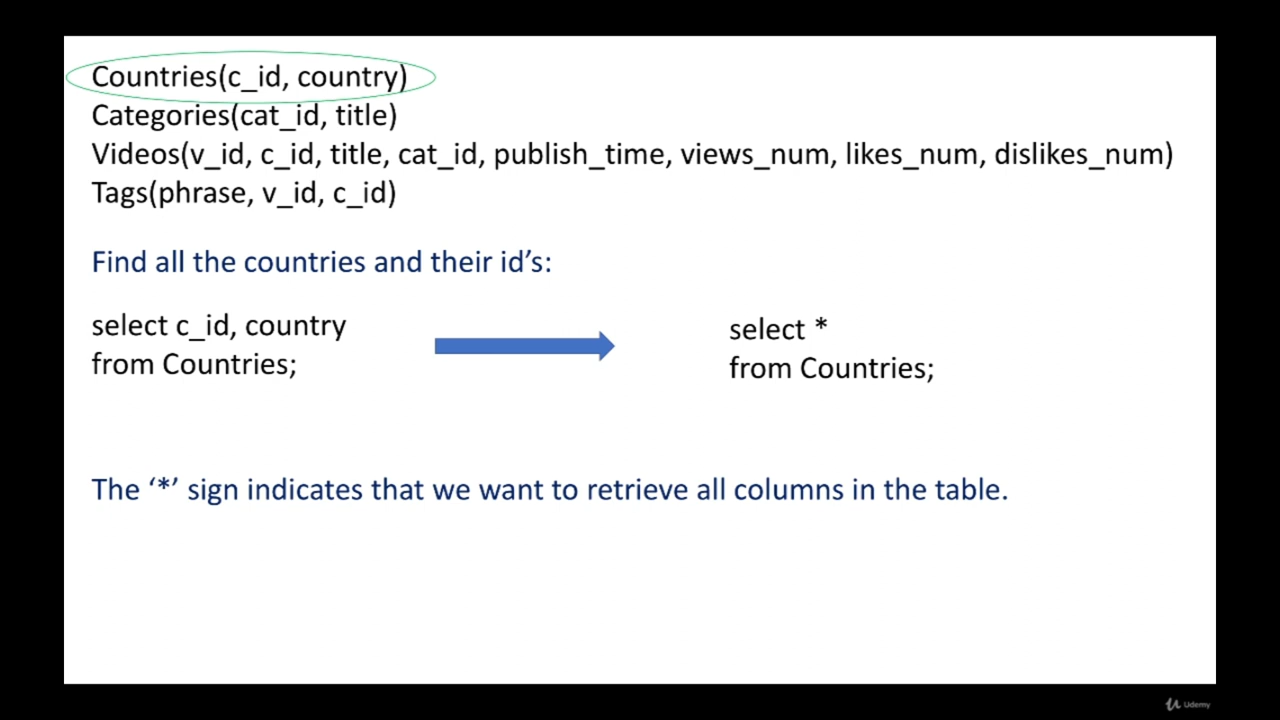 Countries(c_id, country)
Categories(cat_id, title)
Videos(v_id, c_id, title, cat_id, publish_time, views_num, likes_num, dislikes_num)
Tags(phrase, v_id, c_id)
Find all the countries and their id’s:
select c_id, country
from Countries;
select *
from Countries;
The ‘*’ sign indicates that we want to retrieve all columns in the table.
Udemy